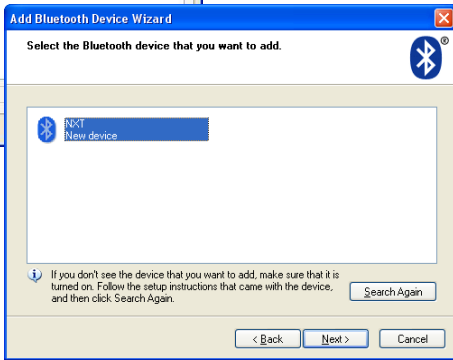 Add Bluetooth Device Wizard
Select the Bluetooth device that you want to add.
®
NXT
New device
If you don't see the device that you want to add, make sure that it is
turned on. Follow the setup instructions that came with the device,
and then click Search Again.
Search Again
< Back
Next >
Cancel